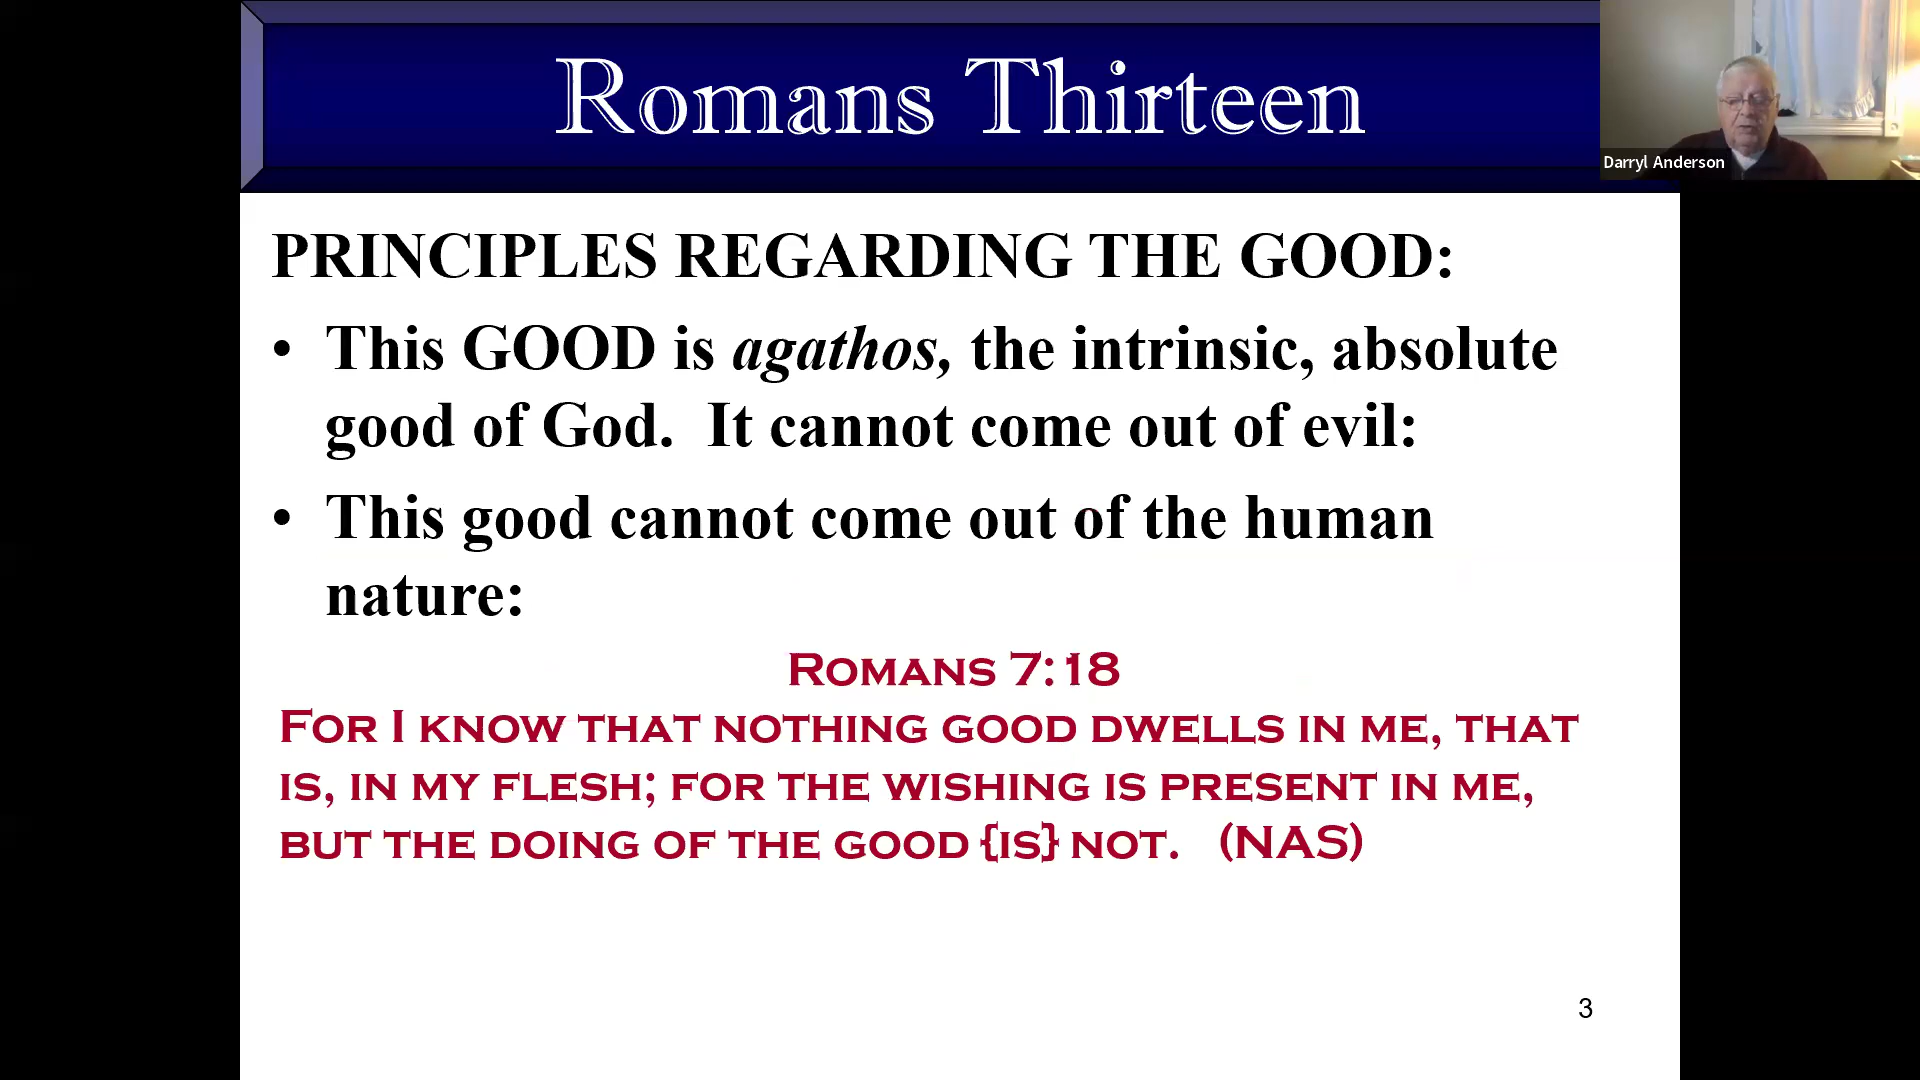 Romans Thirteen
Darryl Anderson
PRINCIPLES REGARDING THE GOOD:
• This GOOD is agathos, the intrinsic, absolute
good of God.  It cannot come out of evil:
• This good cannot come out of the human
nature:
Romans 7:18
For I know that nothing good dwells in me, that
is, in my flesh; for the wishing is present in me,
but the doing of the good {is} not.   (NAS)
3